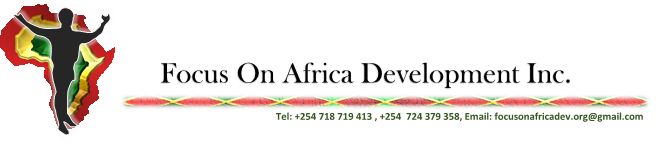 Focus On Africa Development Inc.
Tel: +254 718 719 413 , +254  724 379 358, Email: focusonafricadev.org@gmail.com